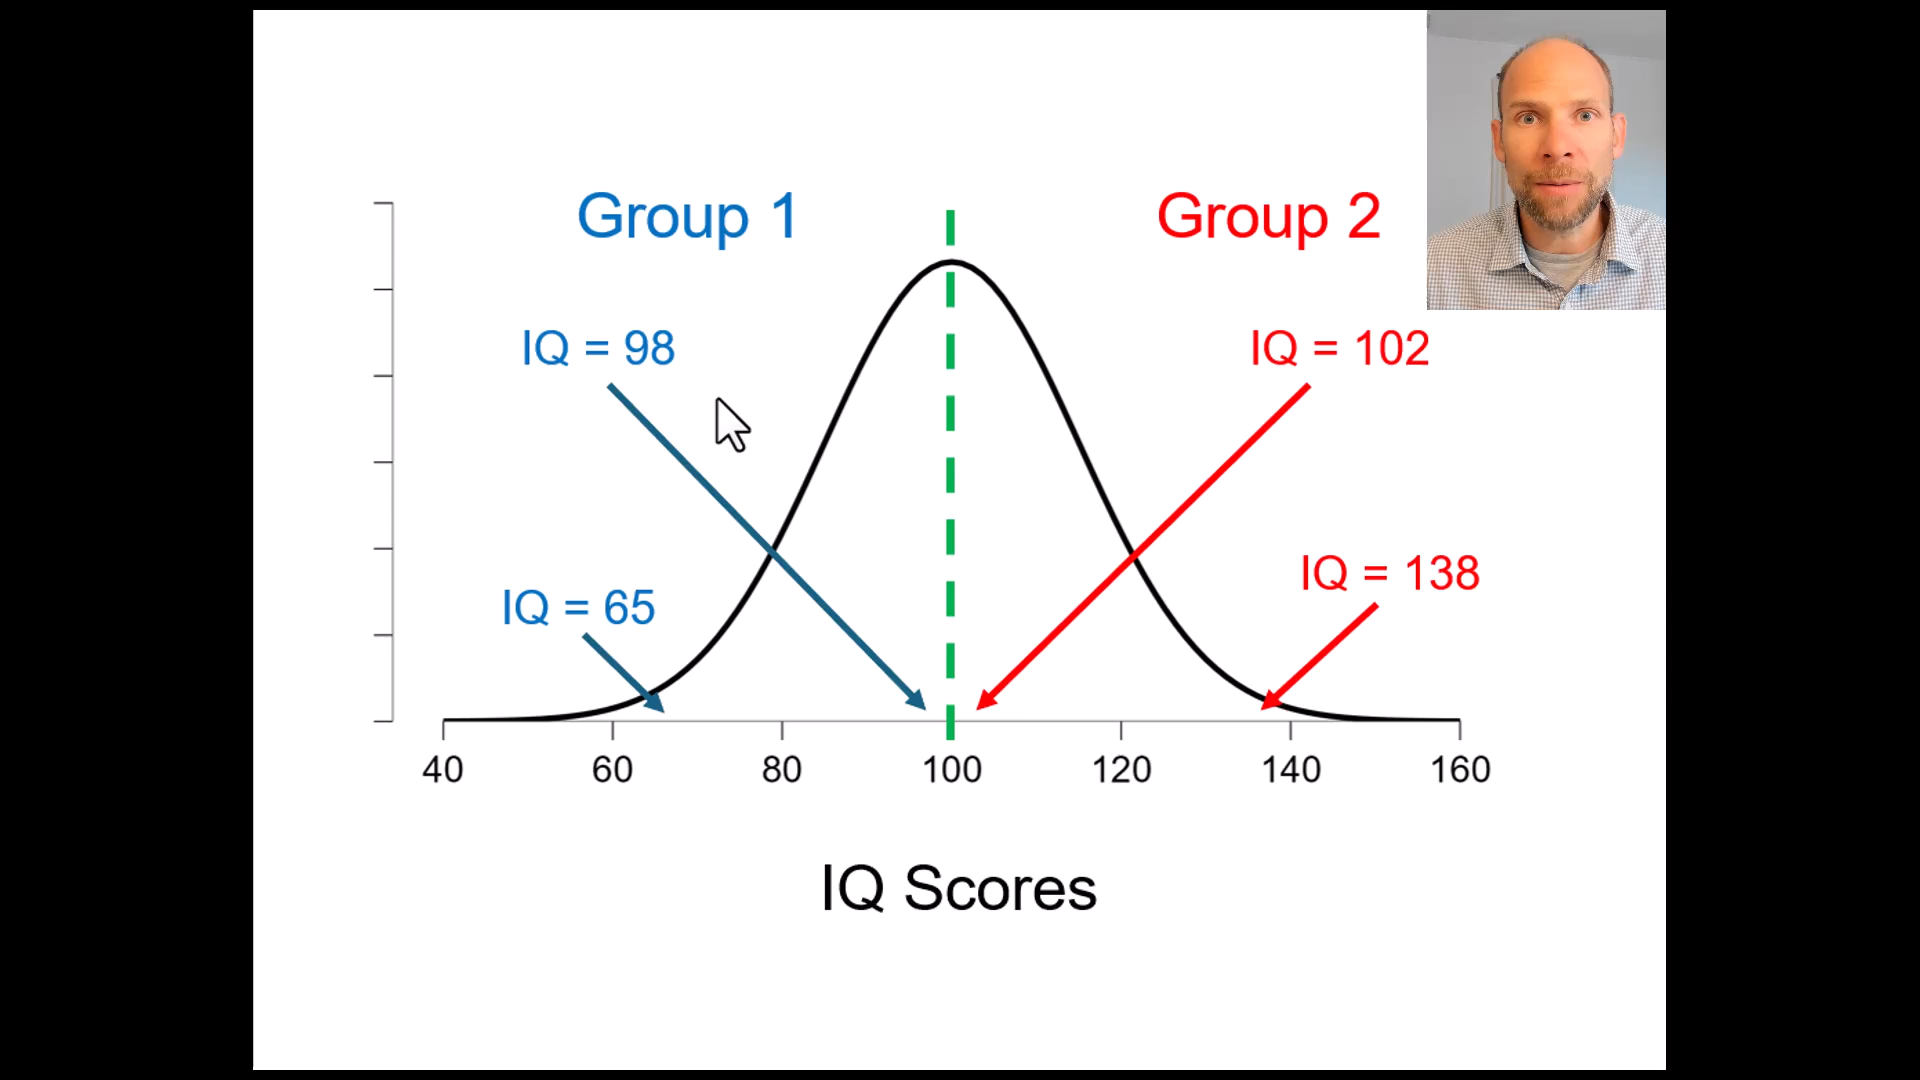 Group 1
Group 2
IQ = 98
IQ = 102
IQ = 65
IQ = 138
40 60 80 100 120 140 160
IQ Scores